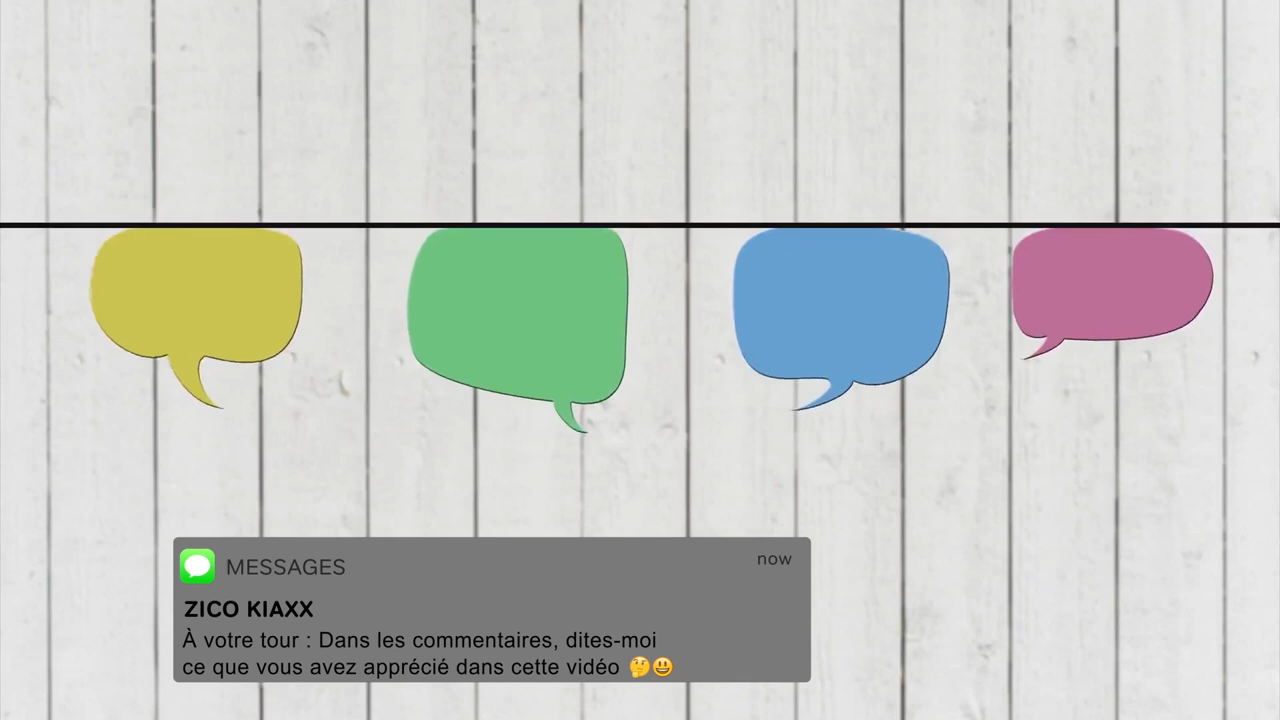 MESSAGES
now
ZICO KIAXX
À votre tour : Dans les commentaires, dites-moi
ce que vous avez apprécié dans cette vidéo 🤔😃